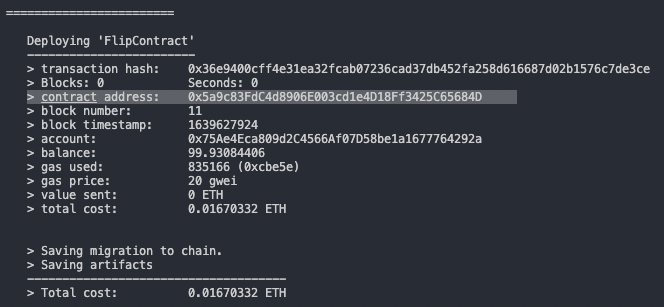 ==========================
Deploying 'FlipContract'
--------------------------
> transaction hash: 0x36e9400cff4e31ea32fcab07236cad37db452fa258d616687d02b1576c7de3ce
> Blocks: 0 Seconds: 0
> contract address: 0x5a9c83FdC4d8906E003cd1e4D18Ff3425C65684D
> block number: 11
> block timestamp: 1639627924
> account: 0x75Ae4Eca809d2C4566Af07D58be1a1677764292a
> balance: 99.93084406
> gas used: 835166 (0xcbe5e)
> gas price: 20 gwei
> value sent: 0 ETH
> total cost: 0.01670332 ETH
> Saving migration to chain.
> Saving artifacts
-------------------------------------
> Total cost: 0.01670332 ETH